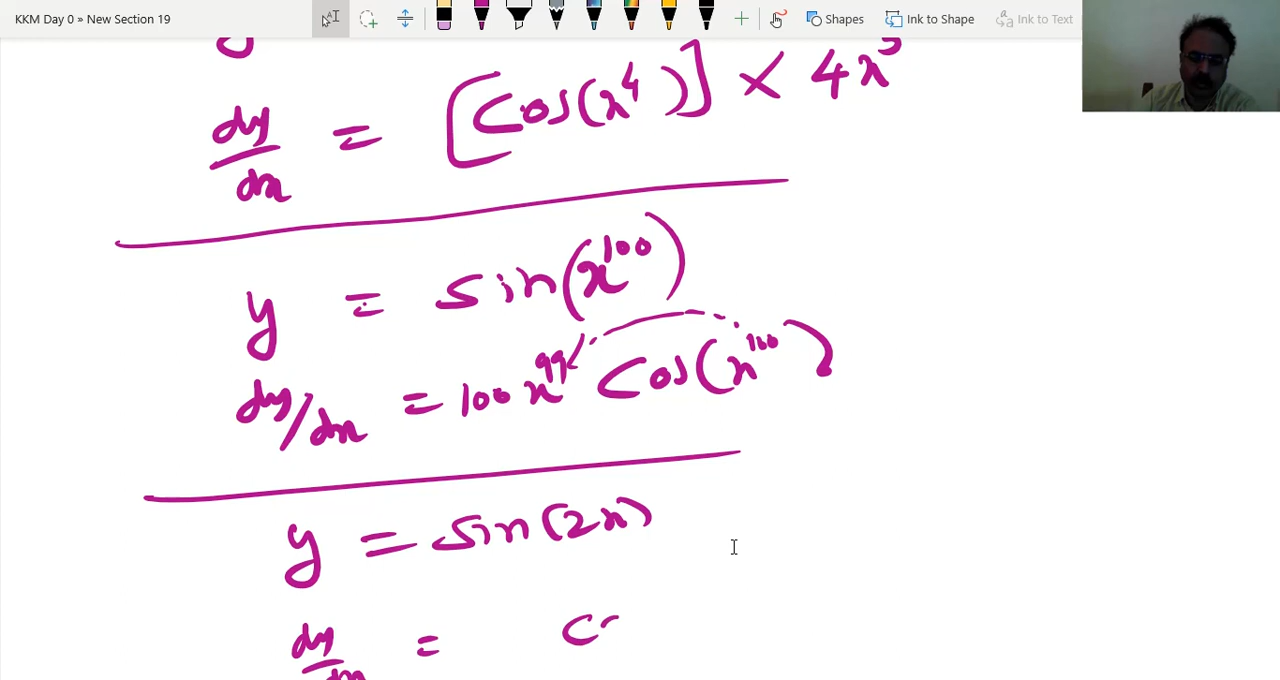 KKM Day 0 » New Section 19
Shapes Ink to Shape Ink to Text
dy/dx = [Cos(x⁴)] × 4x³
y = sin(x¹⁰⁰)
dy/dx = 100x⁹⁹ Cos(x¹⁰⁰)
y = sin(2x)
dy/dx =